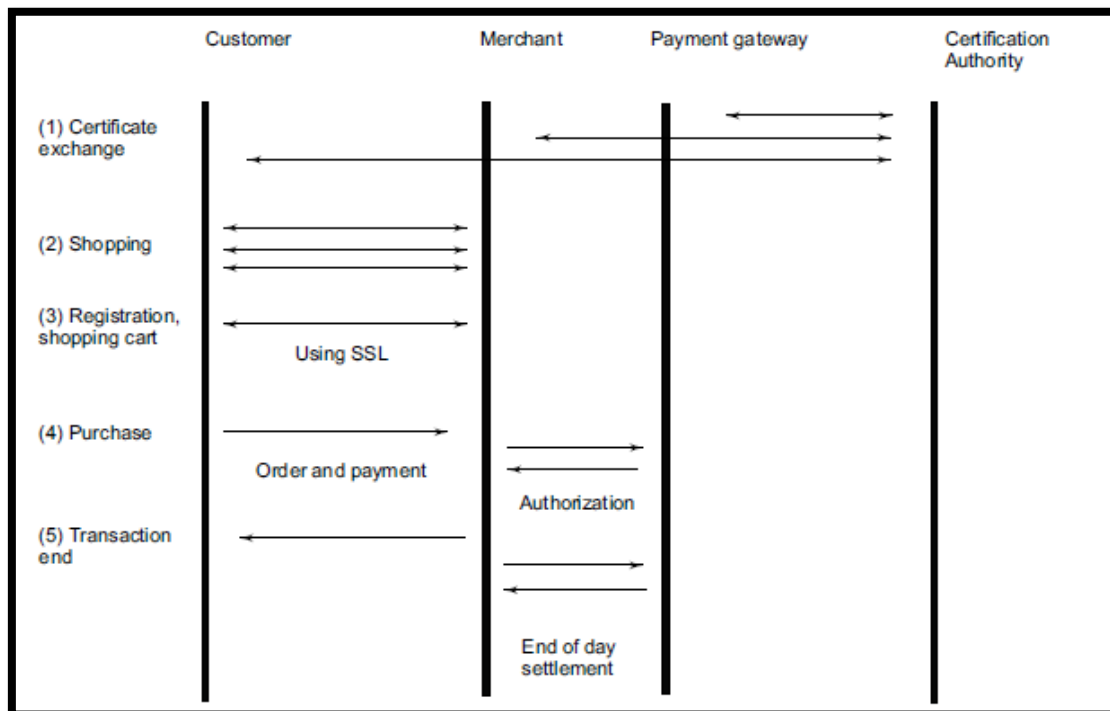 Customer
Merchant
Payment gateway
Certification
Authority
(1) Certificate
exchange
(2) Shopping
(3) Registration,
shopping cart
Using SSL
(4) Purchase
Order and payment
Authorization
(5) Transaction
end
End of day
settlement